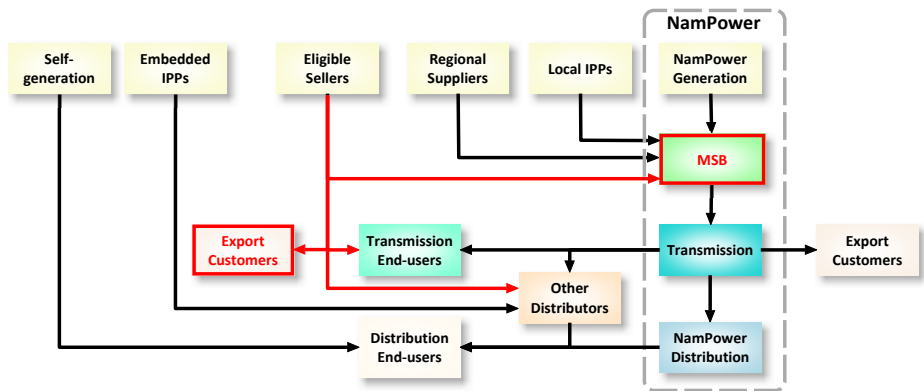 NamPower
Self-
generation
Embedded
IPPs
Eligible
Sellers
Regional
Suppliers
Local IPPs
NamPower
Generation
MSB
Export
Customers
Transmission
End-users
Transmission
Export
Customers
Other
Distributors
Distribution
End-users
NamPower
Distribution